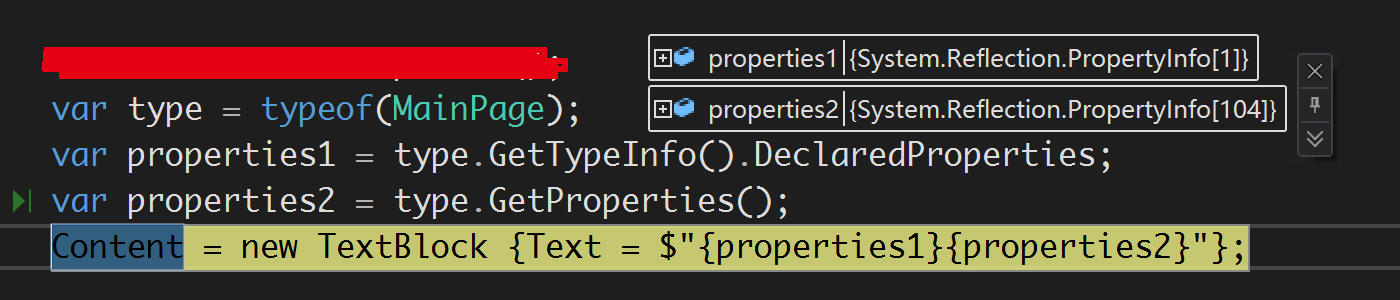 properties1 {System.Reflection.PropertyInfo[1]}
var type = typeof(MainPage);
properties2 {System.Reflection.PropertyInfo[104]}
var properties1 = type.GetTypeInfo().DeclaredProperties;
var properties2 = type.GetProperties();
Content = new TextBlock {Text = $"{properties1}{properties2}"};